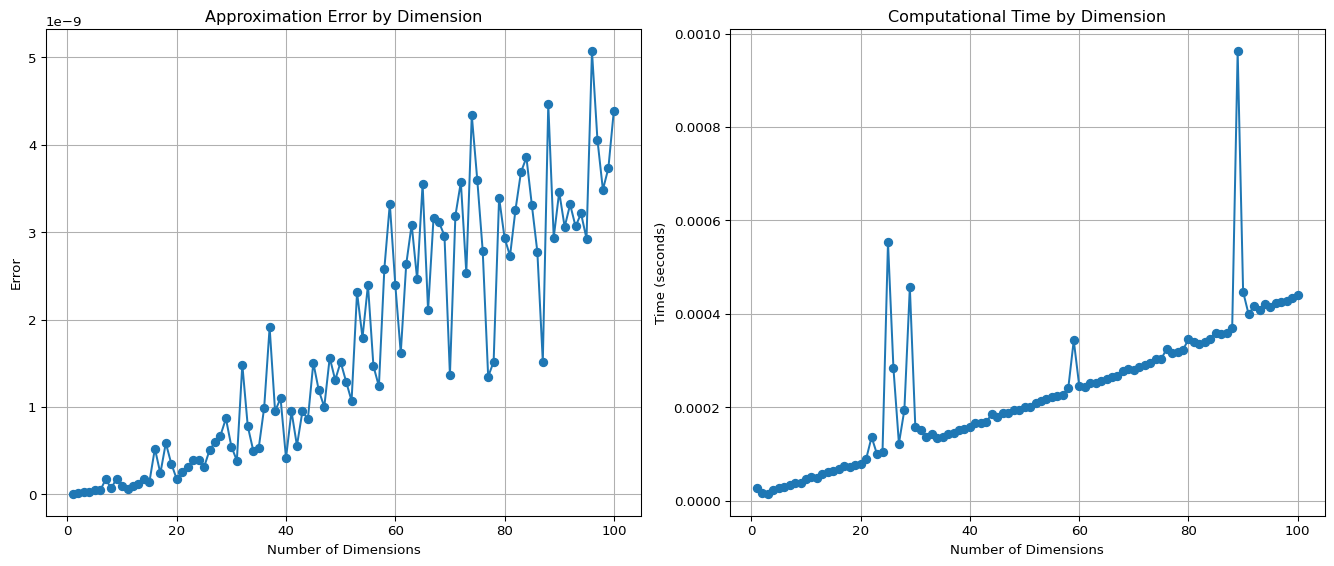 Approximation Error by Dimension
1e−9
5
4
3
2
1
0
Error
0 20 40 60 80 100
Number of Dimensions
Computational Time by Dimension
0.0010
0.0008
0.0006
0.0004
0.0002
0.0000
Time (seconds)
0 20 40 60 80 100
Number of Dimensions